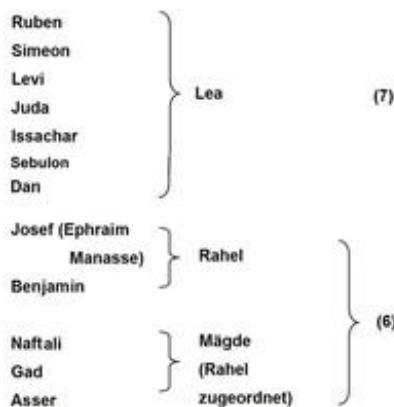 Ruben
Simeon
Levi
Juda
Issachar
Sebulon
Dan
Lea
(7)
Josef (Ephraim
Manasse)
Benjamin
Rahel
Naftali
Gad
Asser
Mägde
(Rahel
zugeordnet)
(6)